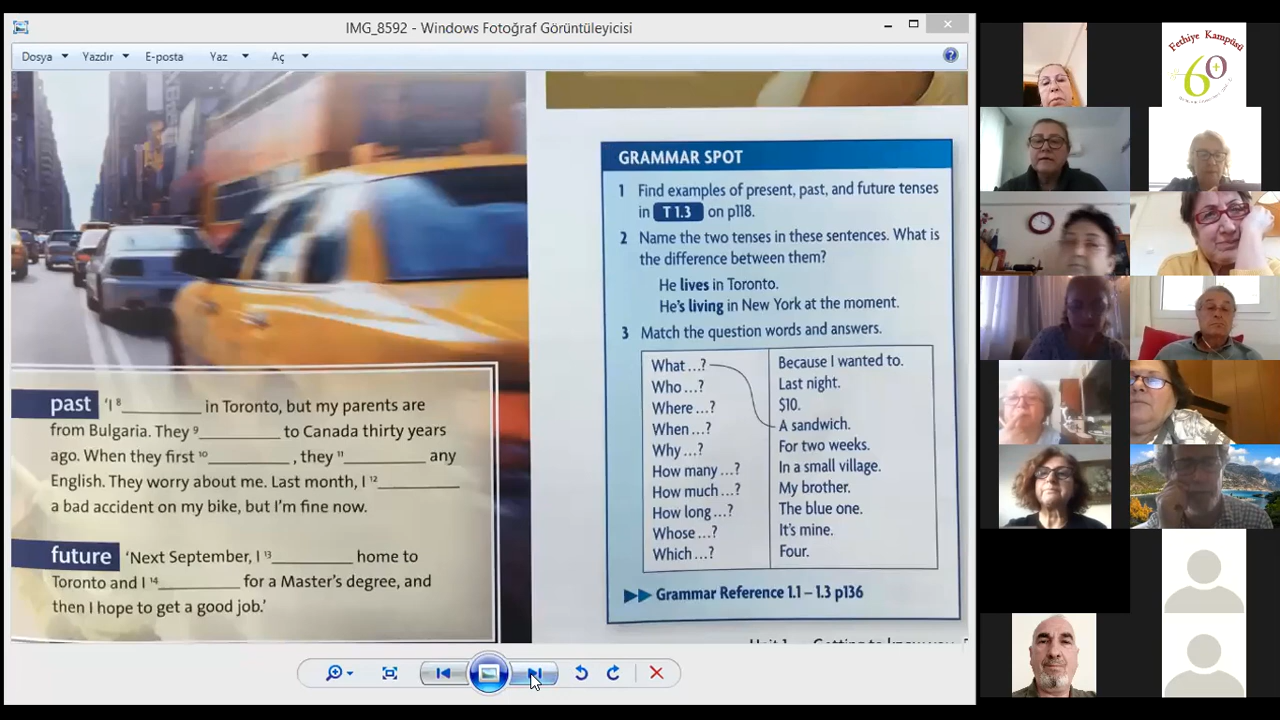 IMG_8592 - Windows Fotoğraf Görüntüleyicisi
Dosya Yazdır E-posta Yaz Aç
past 'I 8__________ in Toronto, but my parents are
from Bulgaria. They 9__________ to Canada thirty years
ago. When they first 10__________, they 11__________ any
English. They worry about me. Last month, I 12__________
a bad accident on my bike, but I'm fine now.
future 'Next September, I 13__________ home to
Toronto and I 14__________ for a Master's degree, and
then I hope to get a good job.'
GRAMMAR SPOT
1 Find examples of present, past, and future tenses
in T 1.3 on p118.
2 Name the two tenses in these sentences. What is
the difference between them?
He lives in Toronto.
He's living in New York at the moment.
3 Match the question words and answers.
What …? Because I wanted to.
Who …? Last night.
Where …? $10.
When …? A sandwich.
Why …? For two weeks.
How many …? In a small village.
How much …? My brother.
How long …? The blue one.
Whose …? It's mine.
Which …? Four.
Grammar Reference 1.1 – 1.3 p136
Fethiye Kampüsü
60+